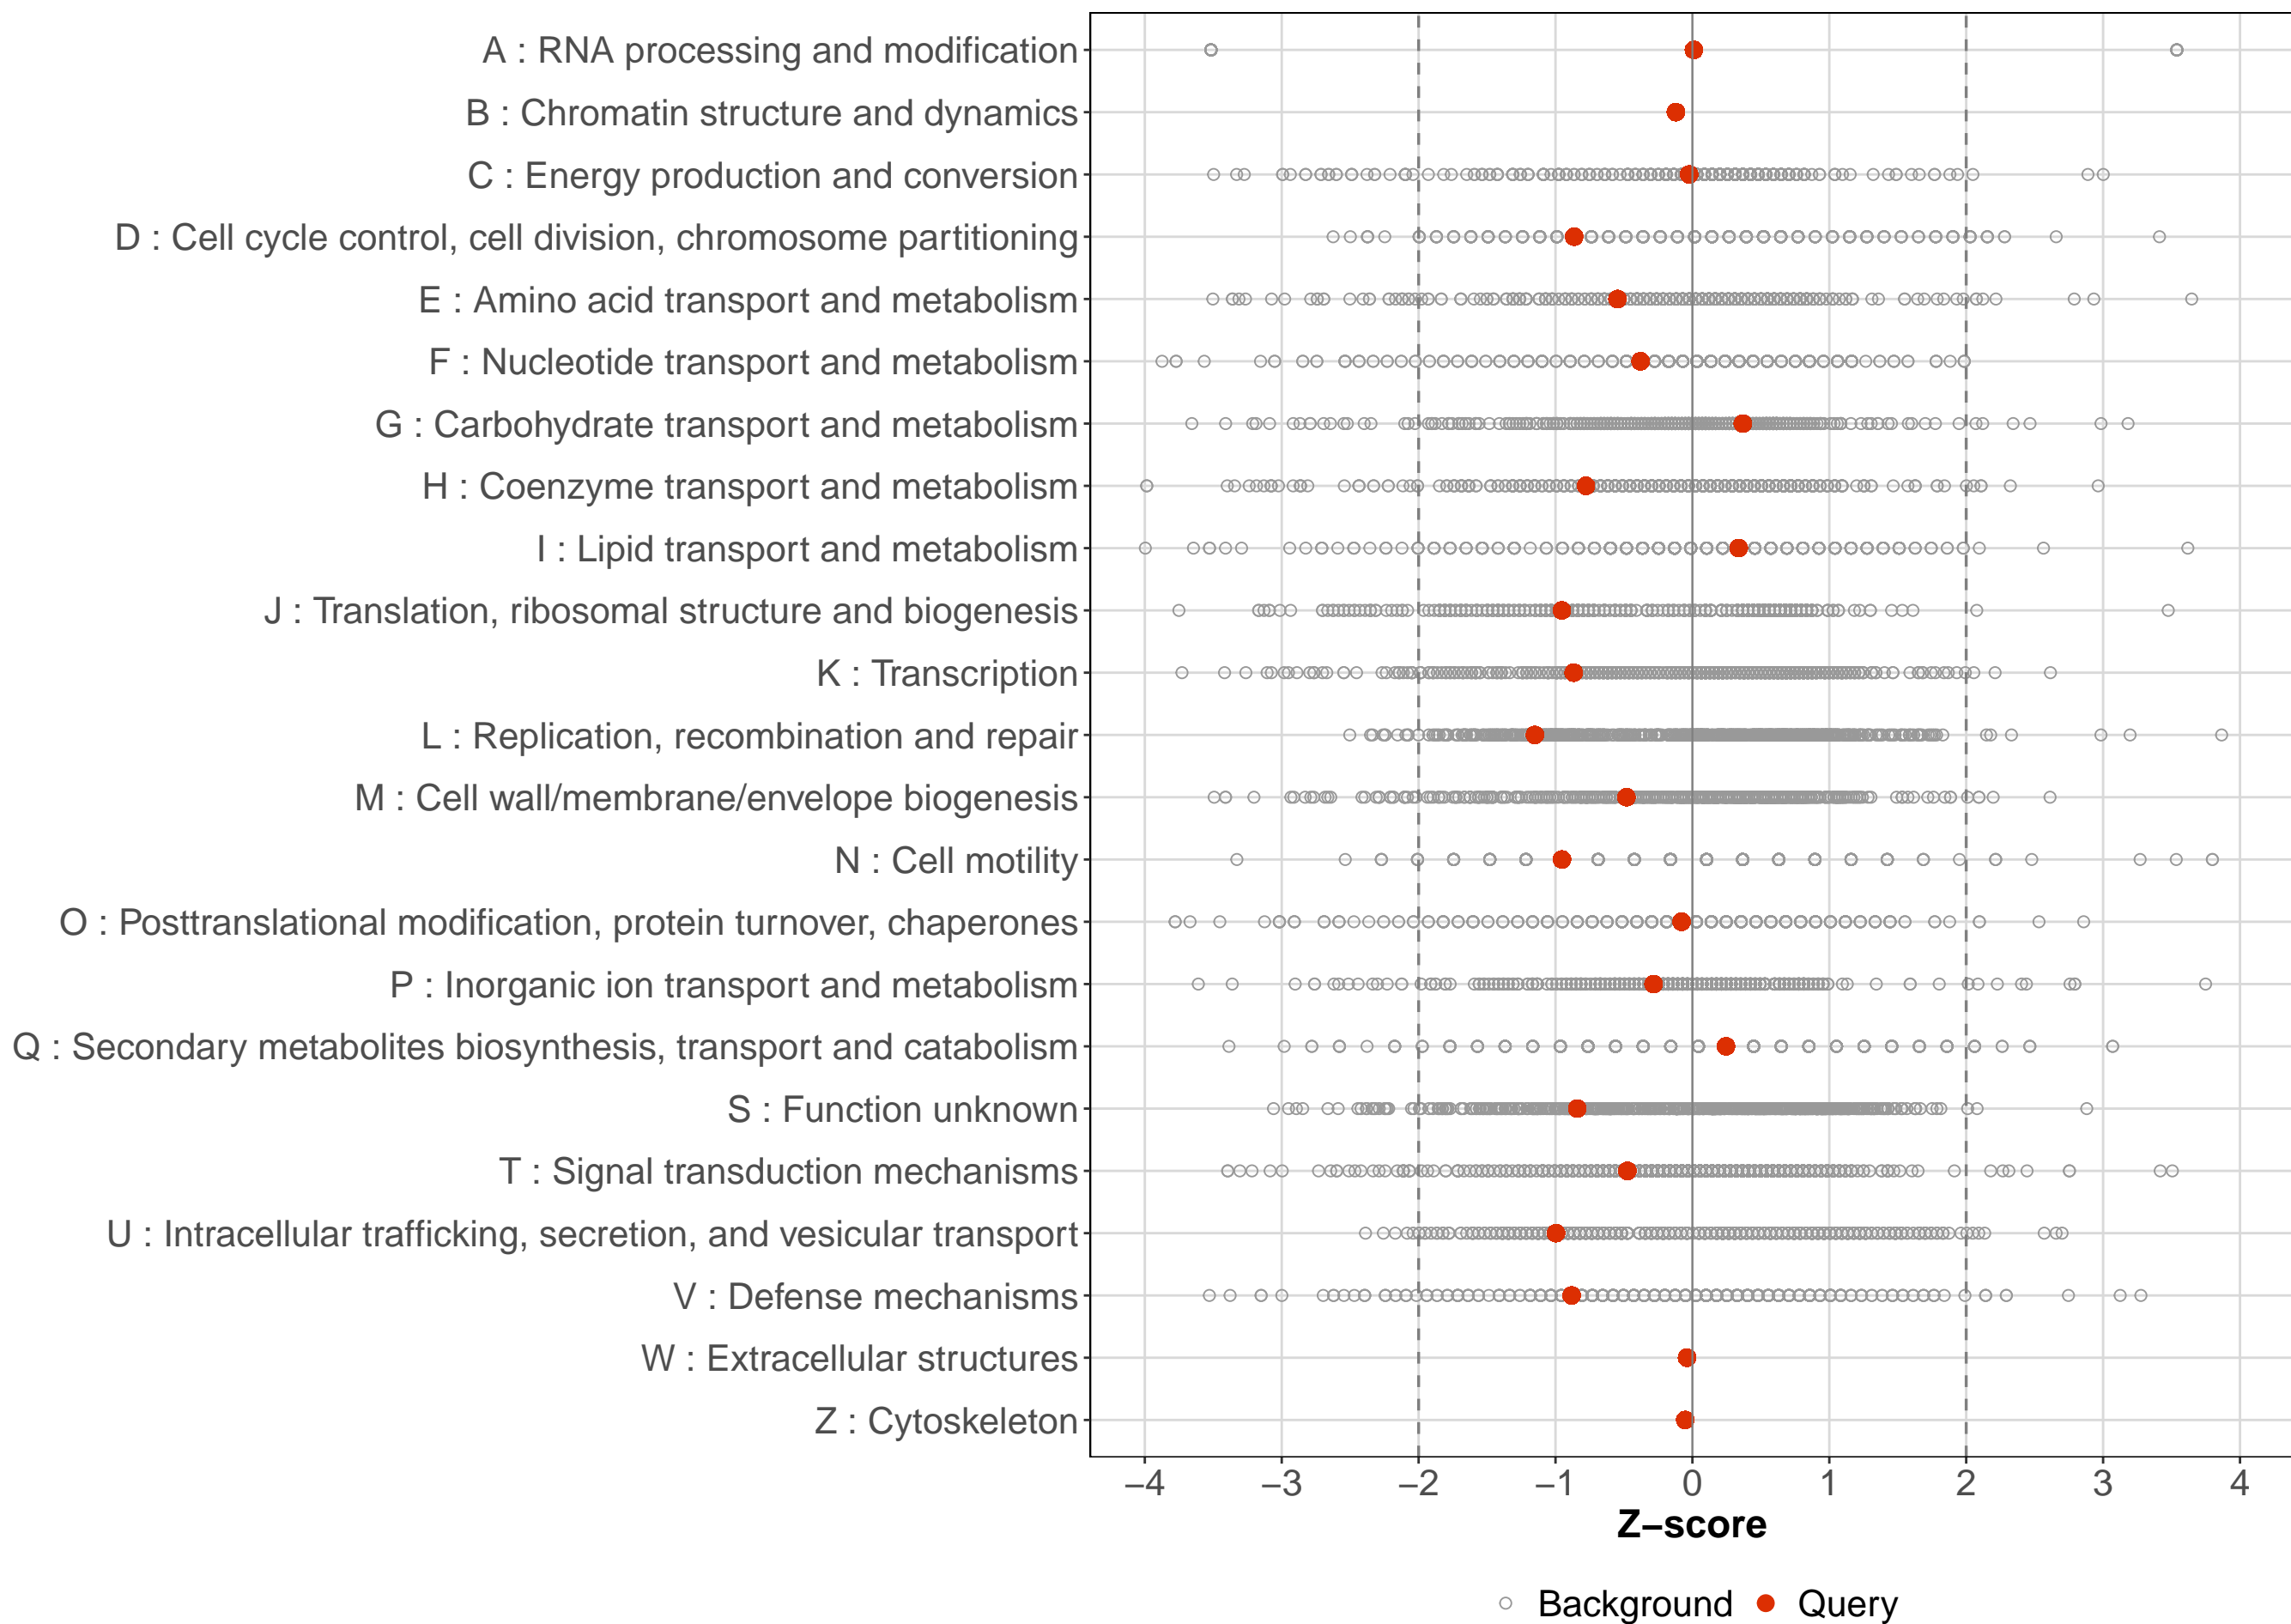 A : RNA processing and modification
B : Chromatin structure and dynamics
C : Energy production and conversion
D : Cell cycle control, cell division, chromosome partitioning
E : Amino acid transport and metabolism
F : Nucleotide transport and metabolism
G : Carbohydrate transport and metabolism
H : Coenzyme transport and metabolism
I : Lipid transport and metabolism
J : Translation, ribosomal structure and biogenesis
K : Transcription
L : Replication, recombination and repair
M : Cell wall/membrane/envelope biogenesis
N : Cell motility
O : Posttranslational modification, protein turnover, chaperones
P : Inorganic ion transport and metabolism
Q : Secondary metabolites biosynthesis, transport and catabolism
S : Function unknown
T : Signal transduction mechanisms
U : Intracellular trafficking, secretion, and vesicular transport
V : Defense mechanisms
W : Extracellular structures
Z : Cytoskeleton
−4 −3 −2 −1 0 1 2 3 4
Z−score
Background Query